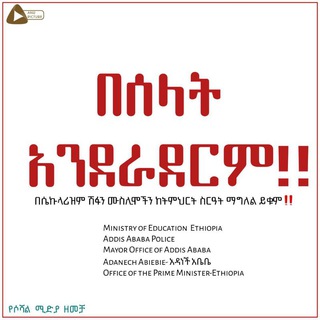 በሰላት
አንደራደርም!!
በሴኩላሪዝም ሽፋን ሙስሊሞችን ከትምህርት ስርዓት ማግለል ይቁም‼
Ministry of Education Ethiopia
Addis Ababa Police
Mayor Office of Addis Ababa
Adanech Abiebie- አዳነች አቤቤ
Office of the Prime Minister-Ethiopia
የሶሻል ሚድያ ዘመቻ